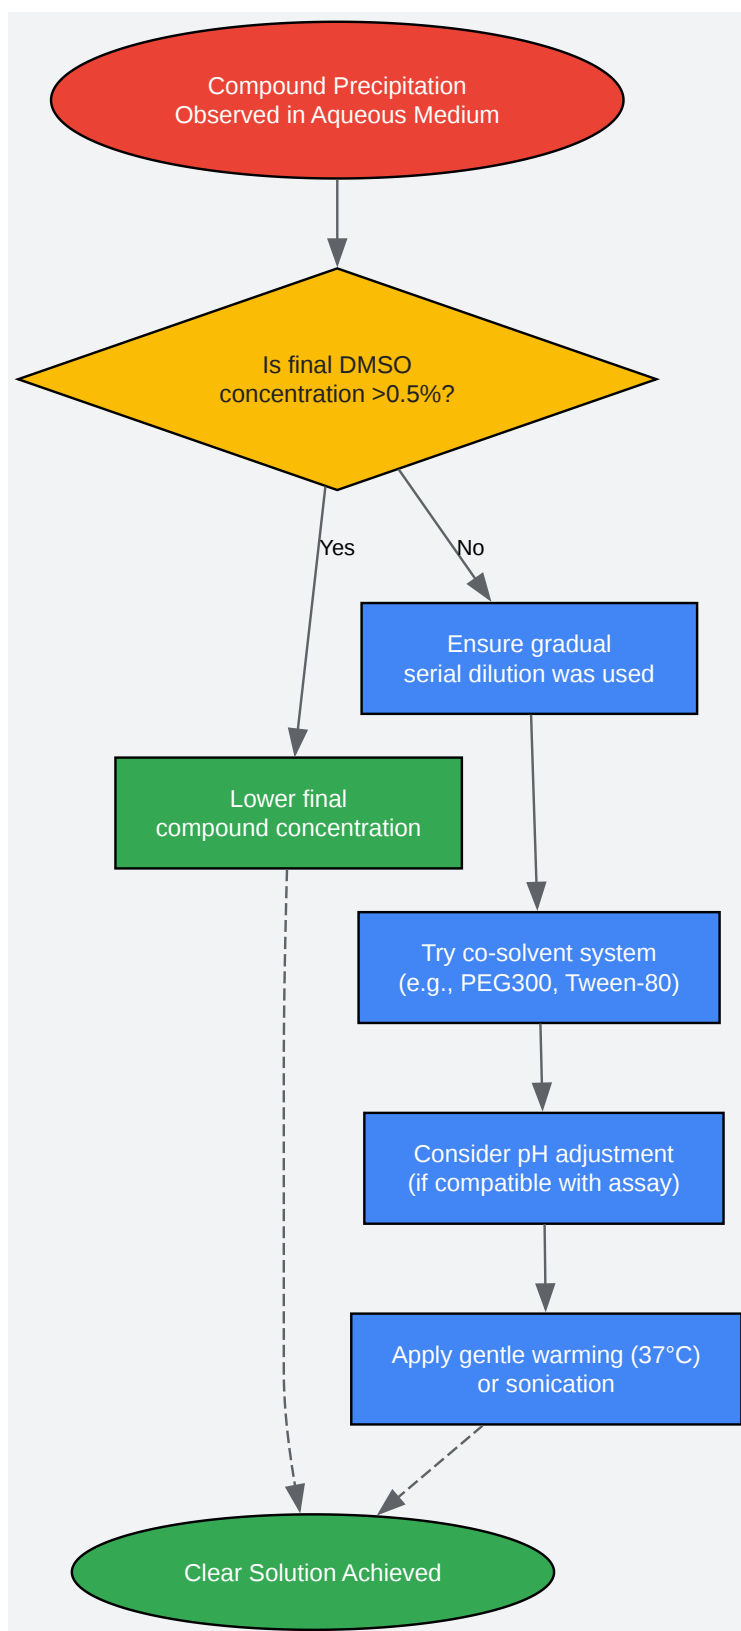 Compound Precipitation
Observed in Aqueous Medium
Is final DMSO
concentration >0.5%?
Yes
No
Ensure gradual
serial dilution was used
Lower final
compound concentration
Try co-solvent system
(e.g., PEG300, Tween-80)
Consider pH adjustment
(if compatible with assay)
Apply gentle warming (37°C)
or sonication
Clear Solution Achieved